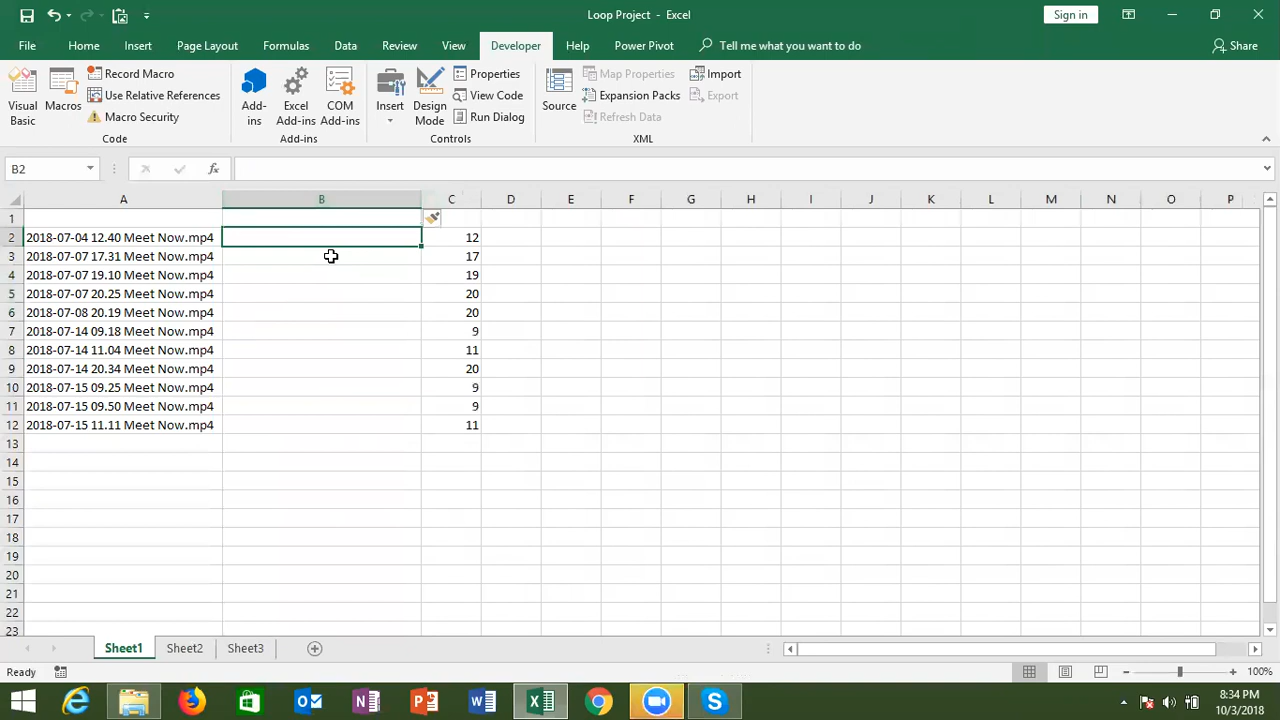 Loop Project - Excel
Sign in
File Home Insert Page Layout Formulas Data Review View Developer Help Power Pivot Tell me what you want to do Share
Visual Basic
Macros
Record Macro
Use Relative References
Macro Security
Code
Add-ins
Excel Add-ins
COM Add-ins
Add-ins
Insert
Design Mode
Properties
View Code
Run Dialog
Controls
Source
Map Properties
Expansion Packs
Refresh Data
Import
Export
XML
B2
fx
A B C D E F G H I J K L M N O P
1
2 2018-07-04 12.40 Meet Now.mp4 12
3 2018-07-07 17.31 Meet Now.mp4 17
4 2018-07-07 19.10 Meet Now.mp4 19
5 2018-07-07 20.25 Meet Now.mp4 20
6 2018-07-08 20.19 Meet Now.mp4 20
7 2018-07-14 09.18 Meet Now.mp4 9
8 2018-07-14 11.04 Meet Now.mp4 11
9 2018-07-14 20.34 Meet Now.mp4 20
10 2018-07-15 09.25 Meet Now.mp4 9
11 2018-07-15 09.50 Meet Now.mp4 9
12 2018-07-15 11.11 Meet Now.mp4 11
13
14
15
16
17
18
19
20
21
22
23
Sheet1 Sheet2 Sheet3
Ready
100%
8:34 PM
10/3/2018